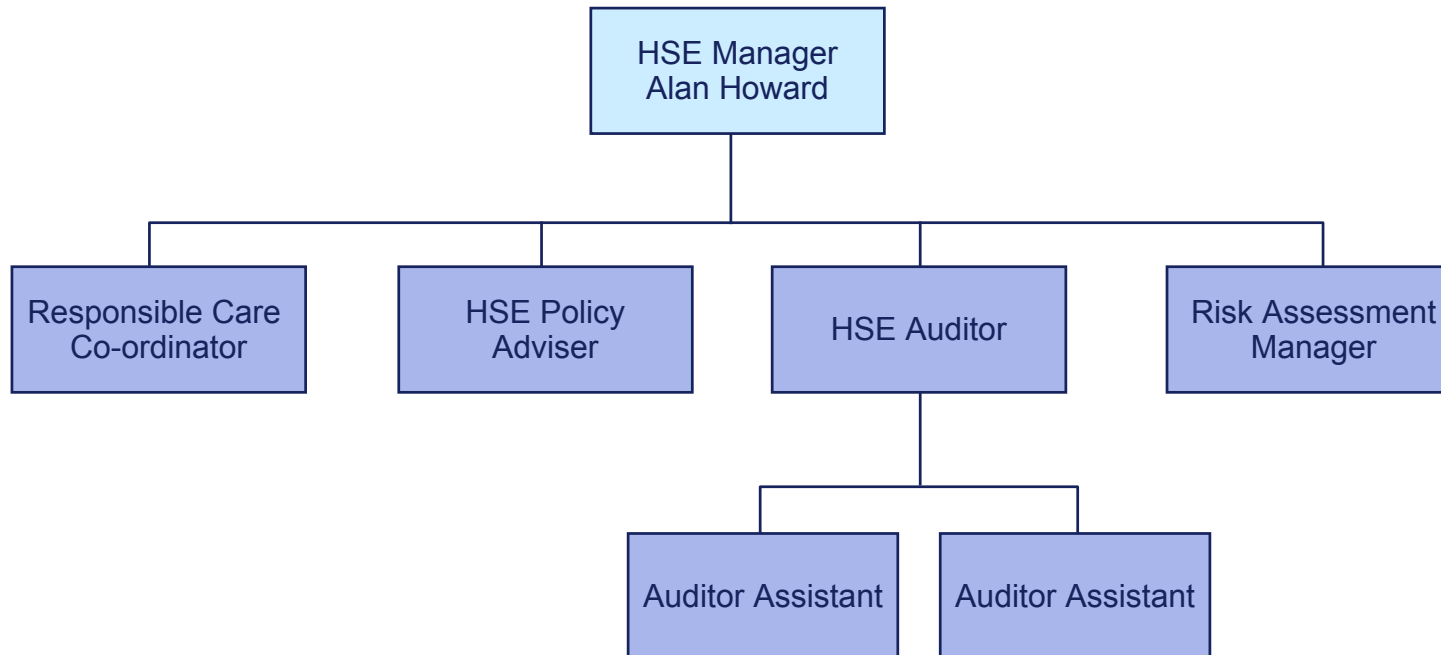 HSE Manager
Alan Howard
Responsible Care
Co-ordinator
HSE Policy
Adviser
HSE Auditor
Risk Assessment
Manager
Auditor Assistant
Auditor Assistant